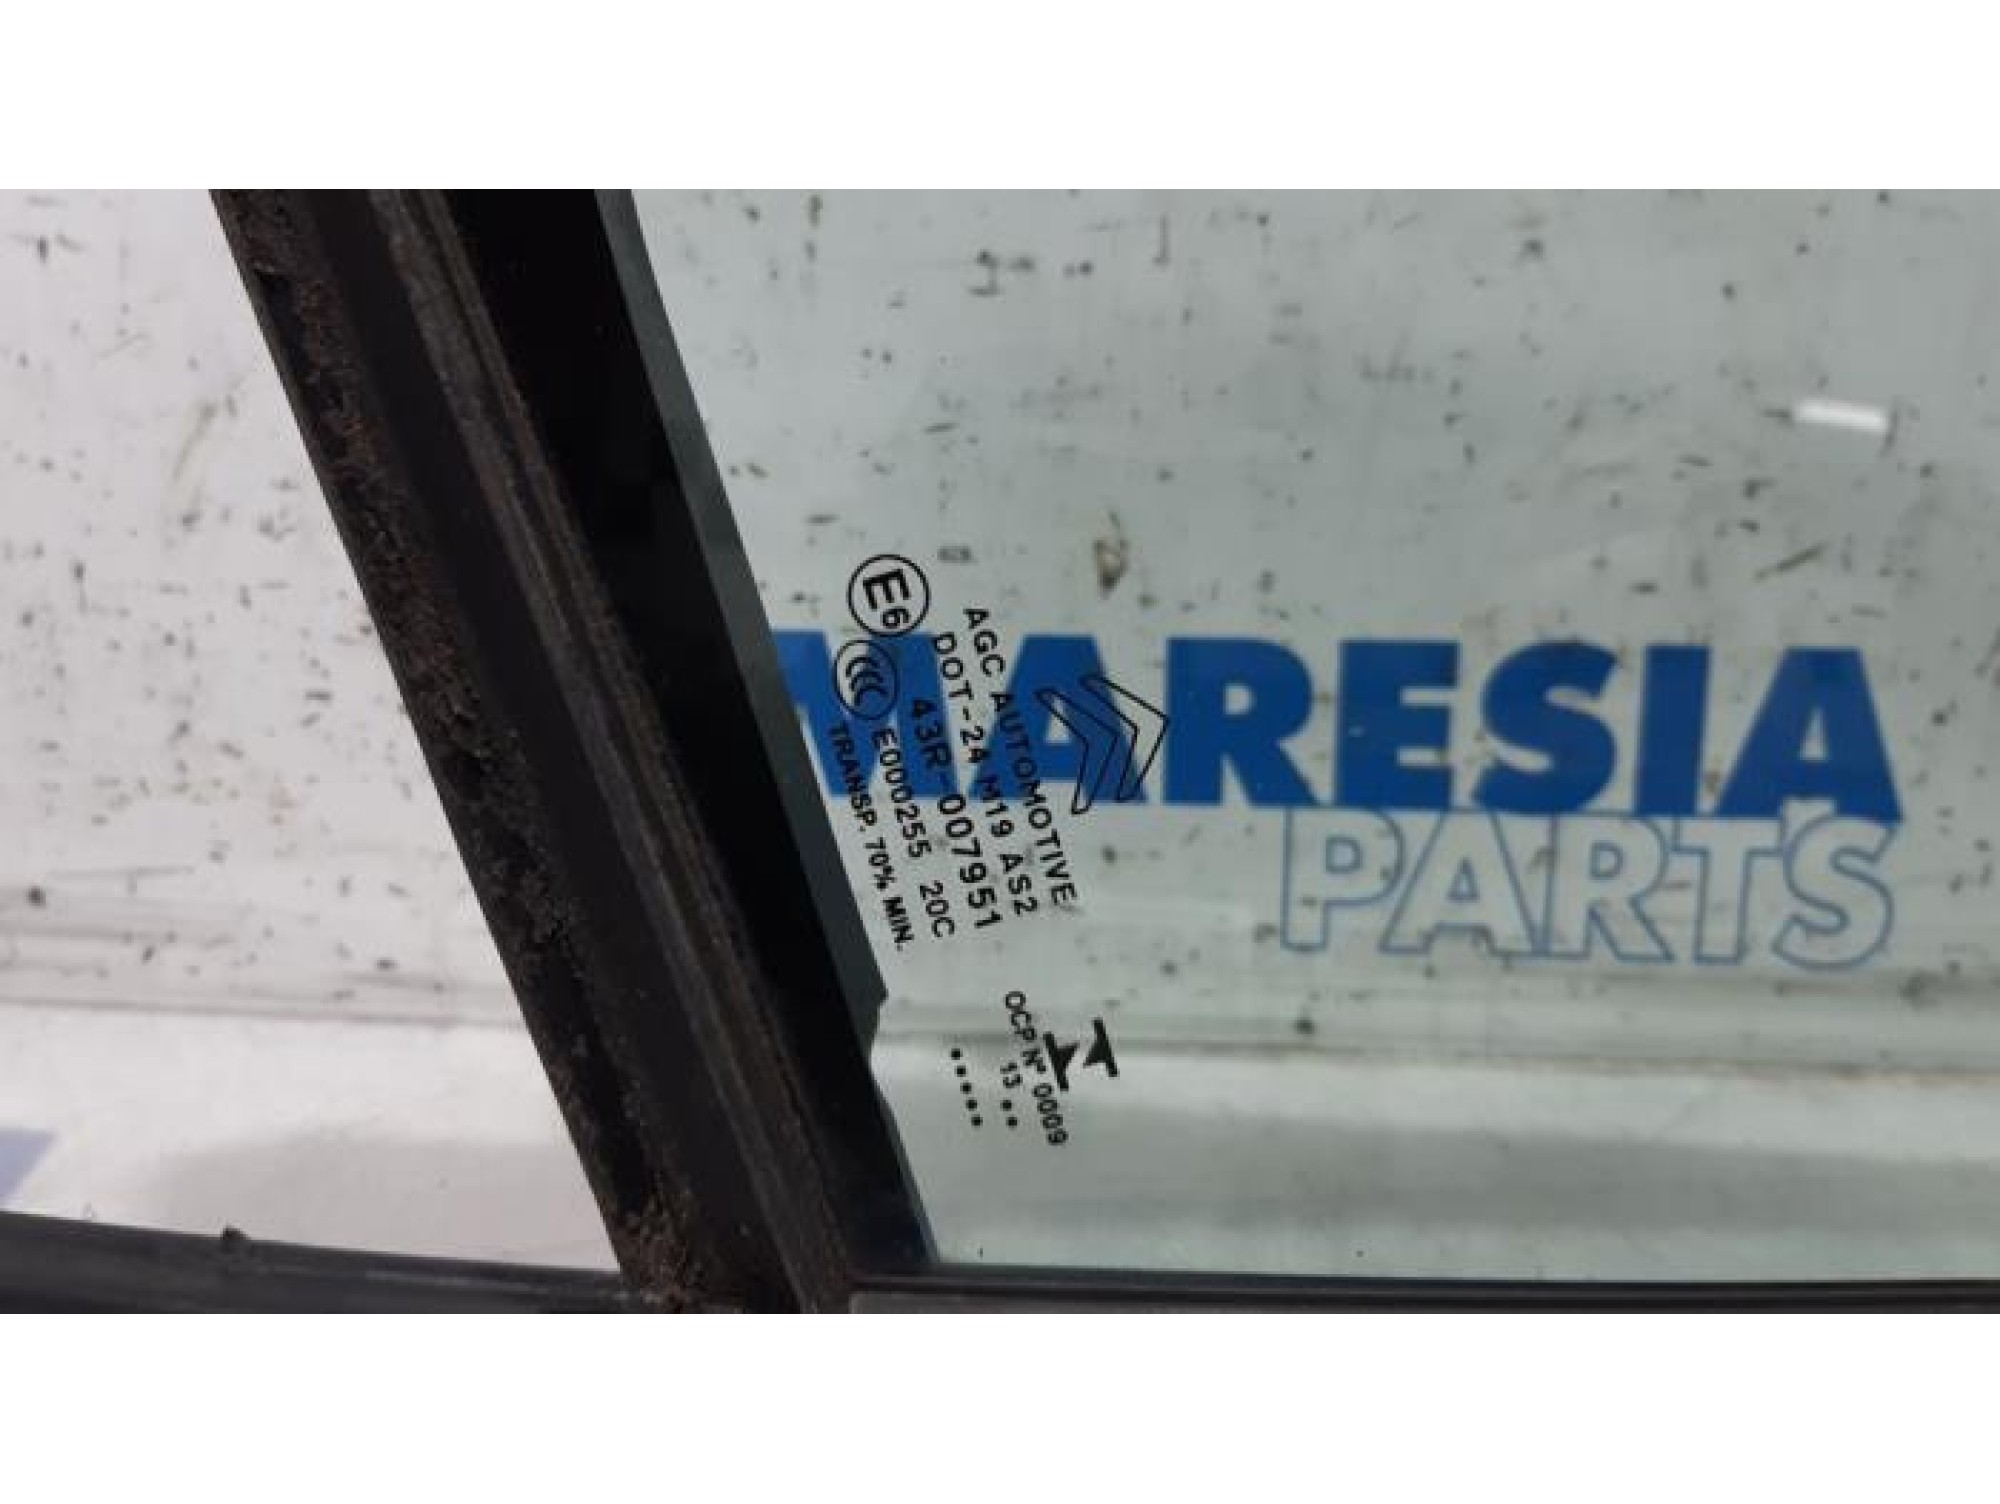 AGC AUTOMOTIVE
DOT-24 M19 AS2
E6 43R-007951
CCC E000255 20C
TRANSP. 70% MIN.
OCP Nº 0009
13
MARESIA
PARTS